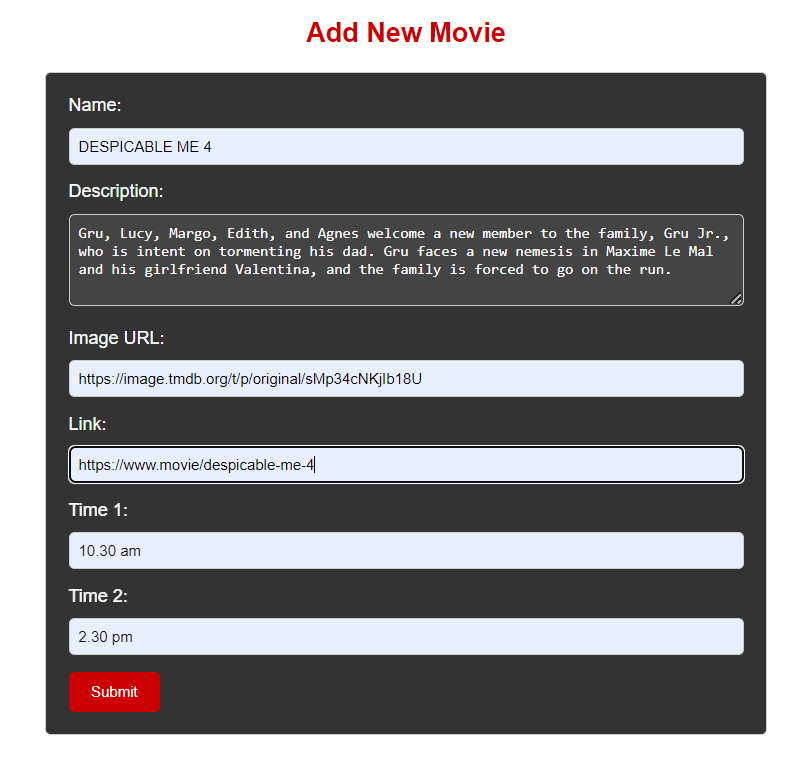 Add New Movie
Name:
DESPICABLE ME 4
Description:
Gru, Lucy, Margo, Edith, and Agnes welcome a new member to the family, Gru Jr.,
who is intent on tormenting his dad. Gru faces a new nemesis in Maxime Le Mal
and his girlfriend Valentina, and the family is forced to go on the run.
Image URL:
https://image.tmdb.org/t/p/original/sMp34cNKjIb18U
Link:
https://www.movie/despicable-me-4
Time 1:
10.30 am
Time 2:
2.30 pm
Submit